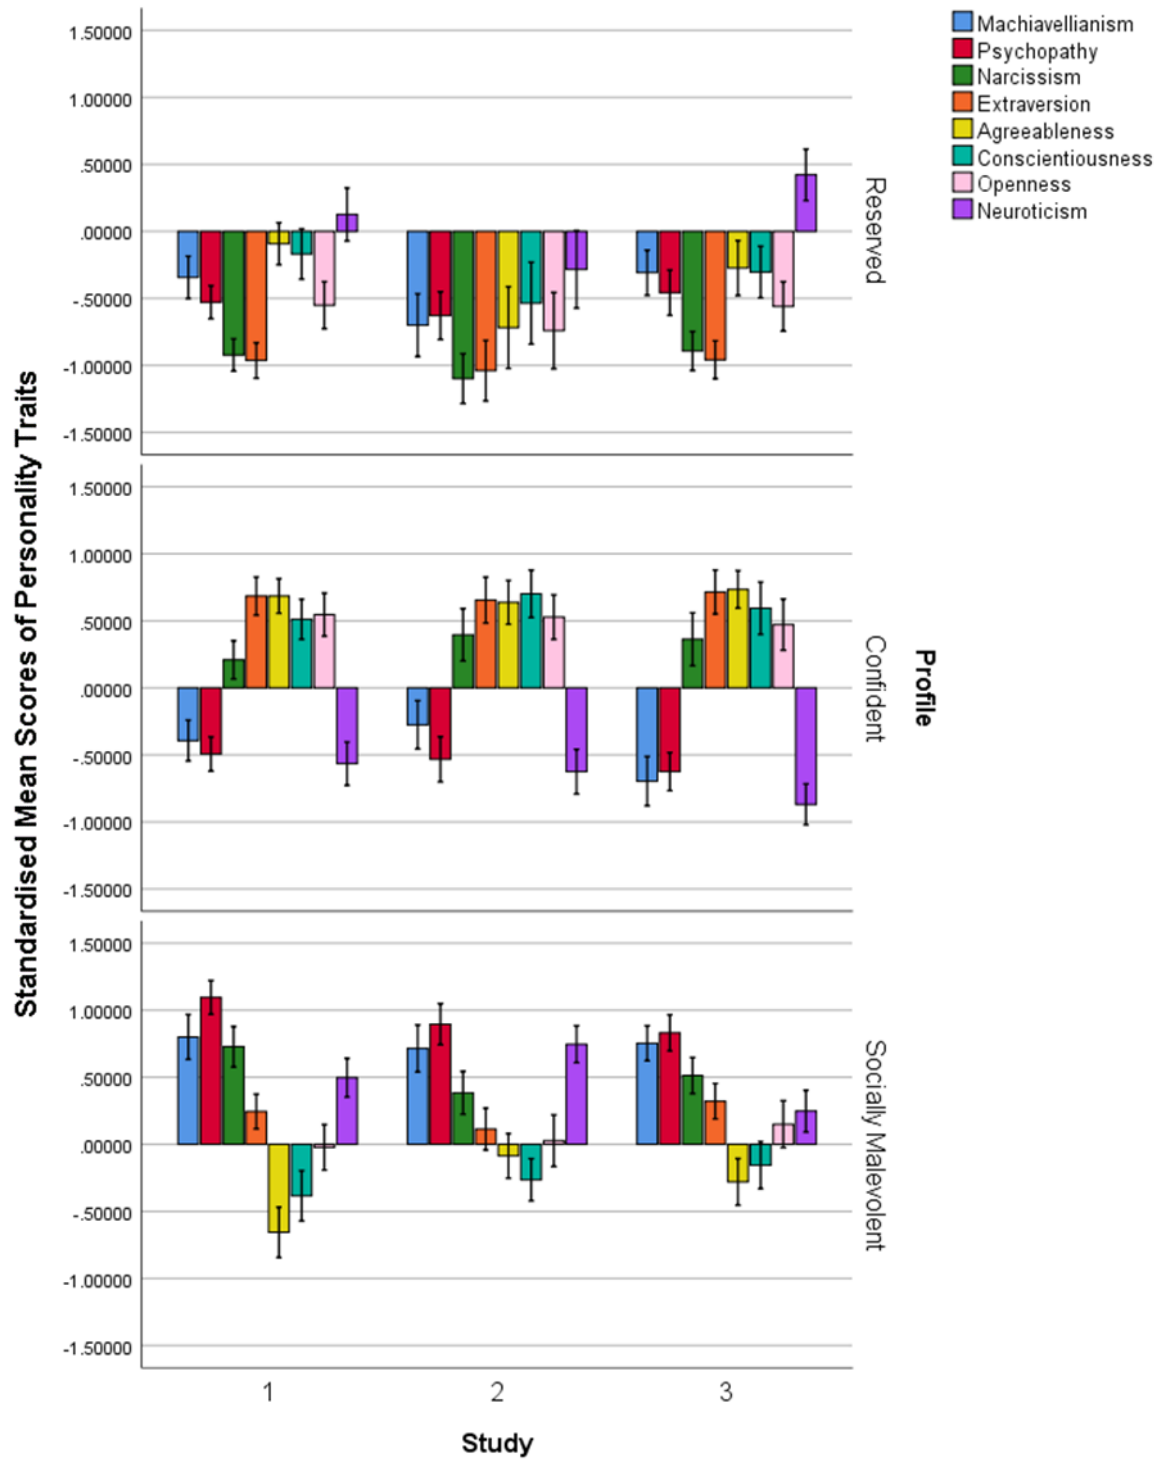 Machiavellianism
Psychopathy
Narcissism
Extraversion
Agreeableness
Conscientiousness
Openness
Neuroticism
Standardised Mean Scores of Personality Traits
1.50000
1.00000
.50000
.00000
-.50000
-1.00000
-1.50000
Reserved
1.50000
1.00000
.50000
.00000
-.50000
-1.00000
-1.50000
Confident
Profile
1.50000
1.00000
.50000
.00000
-.50000
-1.00000
-1.50000
Socially Malevolent
1 2 3
Study